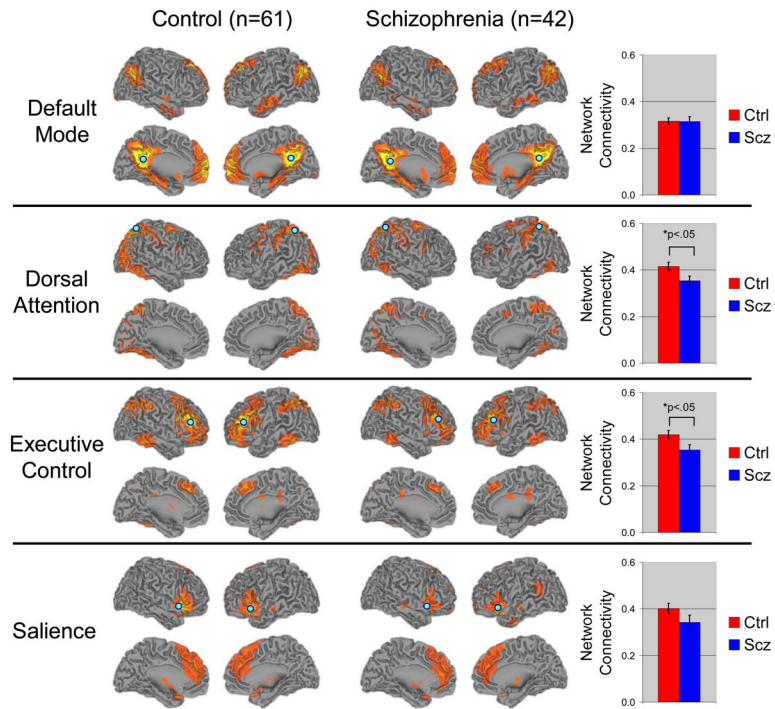 Control (n=61)
Schizophrenia (n=42)
Default
Mode
Network
Connectivity
0.6
0.4
0.2
0.0
Ctrl
Scz
Dorsal
Attention
Network
Connectivity
0.6
0.4
0.2
0.0
*p<.05
Ctrl
Scz
Executive
Control
Network
Connectivity
0.6
0.4
0.2
0.0
*p<.05
Ctrl
Scz
Salience
Network
Connectivity
0.6
0.4
0.2
0.0
Ctrl
Scz